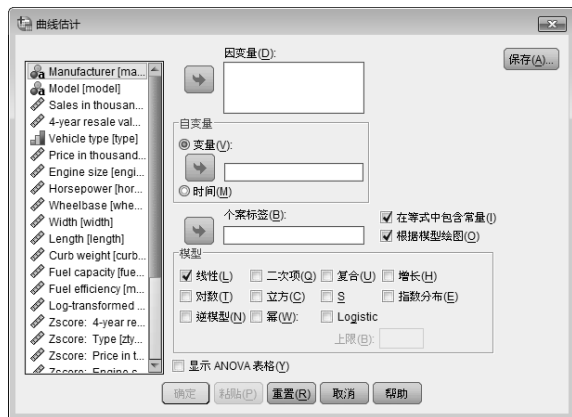 曲线估计
因变量(D):
保存(A)...
Manufacturer [ma...
Model [model]
Sales in thousan...
4-year resale val...
Vehicle type [type]
Price in thousand...
Engine size [engi...
Horsepower [hor...
Wheelbase [whe...
Width [width]
Length [length]
Curb weight [curb...
Fuel capacity [fue...
Fuel efficiency [m...
Log-transformed ...
Zscore: 4-year re...
Zscore: Type [zty...
Zscore: Price in t...
Zscore: Engine s...
自变量
变量(V):
时间(M)
个案标签(B):
在等式中包含常量(I)
根据模型绘图(O)
模型
线性(L) 二次项(Q) 复合(U) 增长(H)
对数(T) 立方(C) S 指数分布(E)
逆模型(N) 幂(W): Logistic
上限(B):
显示 ANOVA 表格(Y)
确定 粘贴(P) 重置(R) 取消 帮助